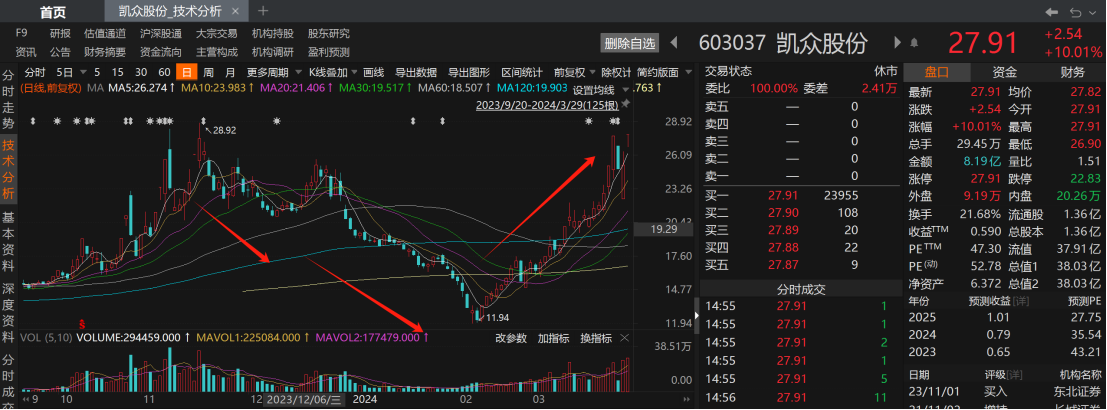 首页 凯众股份_技术分析 × +
F9 研报 估值通道 沪深股通 大宗交易 机构持股 股东研究
资讯 公告 财务摘要 资金流向 主营构成 机构调研 盈利预测
删除自选 603037 凯众股份 27.91 +2.54 +10.01%
分时 5日 5 15 30 60 日 周 月 更多周期 K线叠加 画线 导出数据 导出图形 区间统计 前复权 除权计 简约版面
(日线,前复权) MA MA5:26.274↑ MA10:23.983↑ MA20:21.406↑ MA30:19.517↑ MA60:18.507↑ MA120:19.903 设置均线 .763↑
2023/9/20-2024/3/29(125根)
分时走势
技术分析
基本资料
深度资料
分时成交
28.92
28.92
26.09
23.26
20.43
19.29
17.60
14.77
11.94
11.94
VOL (5,10) VOLUME:294459.000↑ MAVOL1:225084.000↑ MAVOL2:177479.000↑ 改参数 加指标 换指标 ×
38.51万
0.00
9 10 11 12 2023/12/06/三 2024 02 03
交易状态 休市
委比 100.00% 委差 2.41万
卖五 — 0
卖四 — 0
卖三 — 0
卖二 — 0
卖一 — 0
买一 27.91 23955
买二 27.90 108
买三 27.89 20
买四 27.88 22
买五 27.87 9
分时成交
14:55 27.91 1
14:55 27.91 1
14:55 27.91 2
14:55 27.91 1
14:55 27.91 5
14:56 27.91 11
盘口 资金 财务
最新 27.91 均价 27.82
涨跌 +2.54 今开 27.91
涨幅 +10.01% 最高 27.91
总手 29.45万 最低 26.90
金额 8.19亿 量比 1.51
涨停 27.91 跌停 22.83
外盘 9.19万 内盘 20.26万
换手 21.68% 流通股 1.36亿
收益TTM 0.590 总股本 1.36亿
PETTM 47.30 流值 37.91亿
PE(动) 52.78 总值1 38.03亿
净资产 6.372 总值2 38.03亿
年份 预测收益[详] 预测PE
2025 1.01 27.75
2024 0.79 35.54
2023 0.65 43.21
日期 评级[详] 机构名称
23/11/01 买入 东北证券